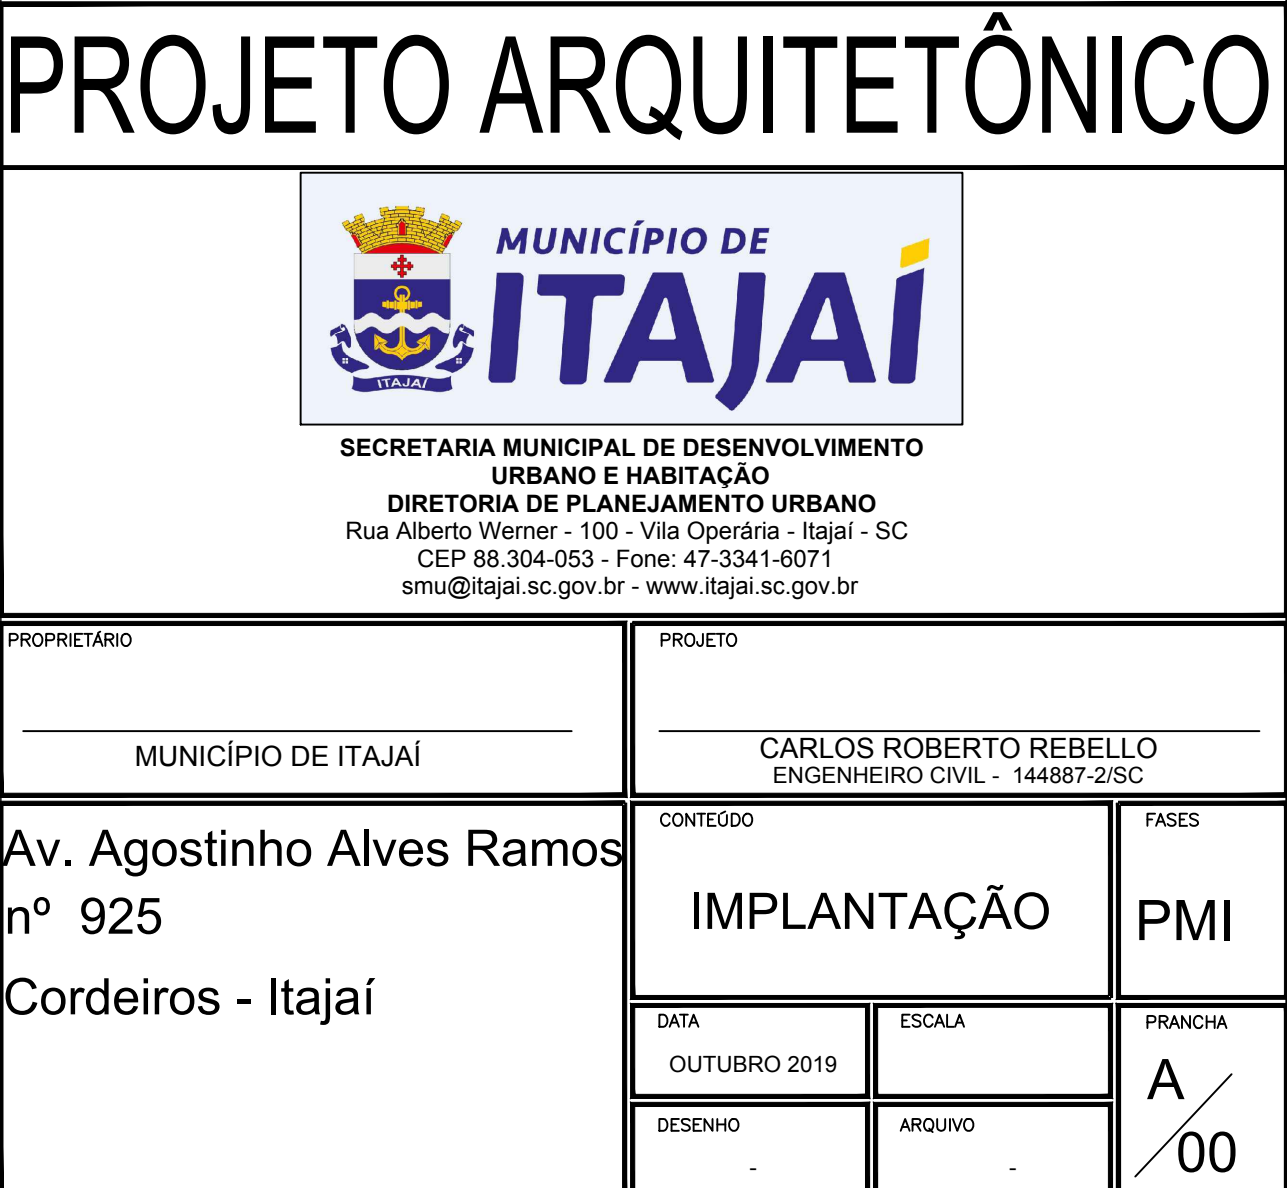 PROJETO ARQUITETÔNICO
MUNICÍPIO DE
ITAJAÍ
ITAJAÍ
SECRETARIA MUNICIPAL DE DESENVOLVIMENTO
URBANO E HABITAÇÃO
DIRETORIA DE PLANEJAMENTO URBANO
Rua Alberto Werner - 100 - Vila Operária - Itajaí - SC
CEP 88.304-053 - Fone: 47-3341-6071
smu@itajai.sc.gov.br - www.itajai.sc.gov.br
PROPRIETÁRIO
MUNICÍPIO DE ITAJAÍ
PROJETO
CARLOS ROBERTO REBELLO
ENGENHEIRO CIVIL - 144887-2/SC
Av. Agostinho Alves Ramos
nº 925
Cordeiros - Itajaí
CONTEÚDO
IMPLANTAÇÃO
FASES
PMI
DATA
OUTUBRO 2019
ESCALA
PRANCHA
A
00
DESENHO
-
ARQUIVO
-